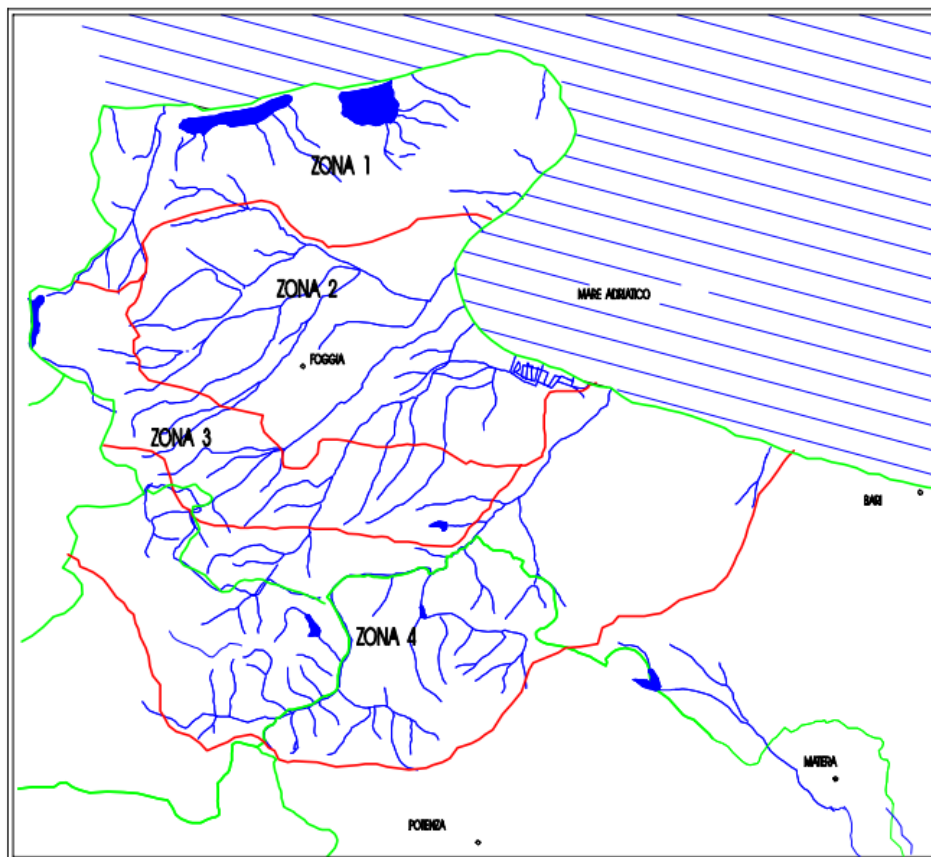 ZONA 1
ZONA 2
MARE ADRIATICO
FOGGIA
ZONA 3
BARI
ZONA 4
MATERA
POTENZA